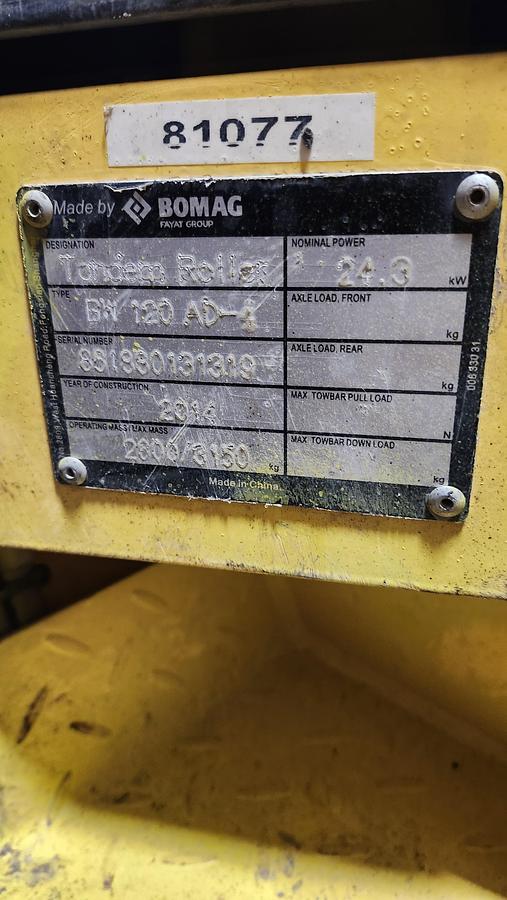 81077
Made by BOMAG
FAYAT GROUP
DESIGNATION
Tandem Roller
NOMINAL POWER
24.3 kW
TYPE
BW 120 AD-4
AXLE LOAD, FRONT
kg
SERIAL NUMBER
AXLE LOAD, REAR
kg
YEAR OF CONSTRUCTION
2014
MAX TOWBAR PULL LOAD
N
OPERATING MASS/MAX MASS
kg
MAX TOWBAR DOWN LOAD
kg
Made in China